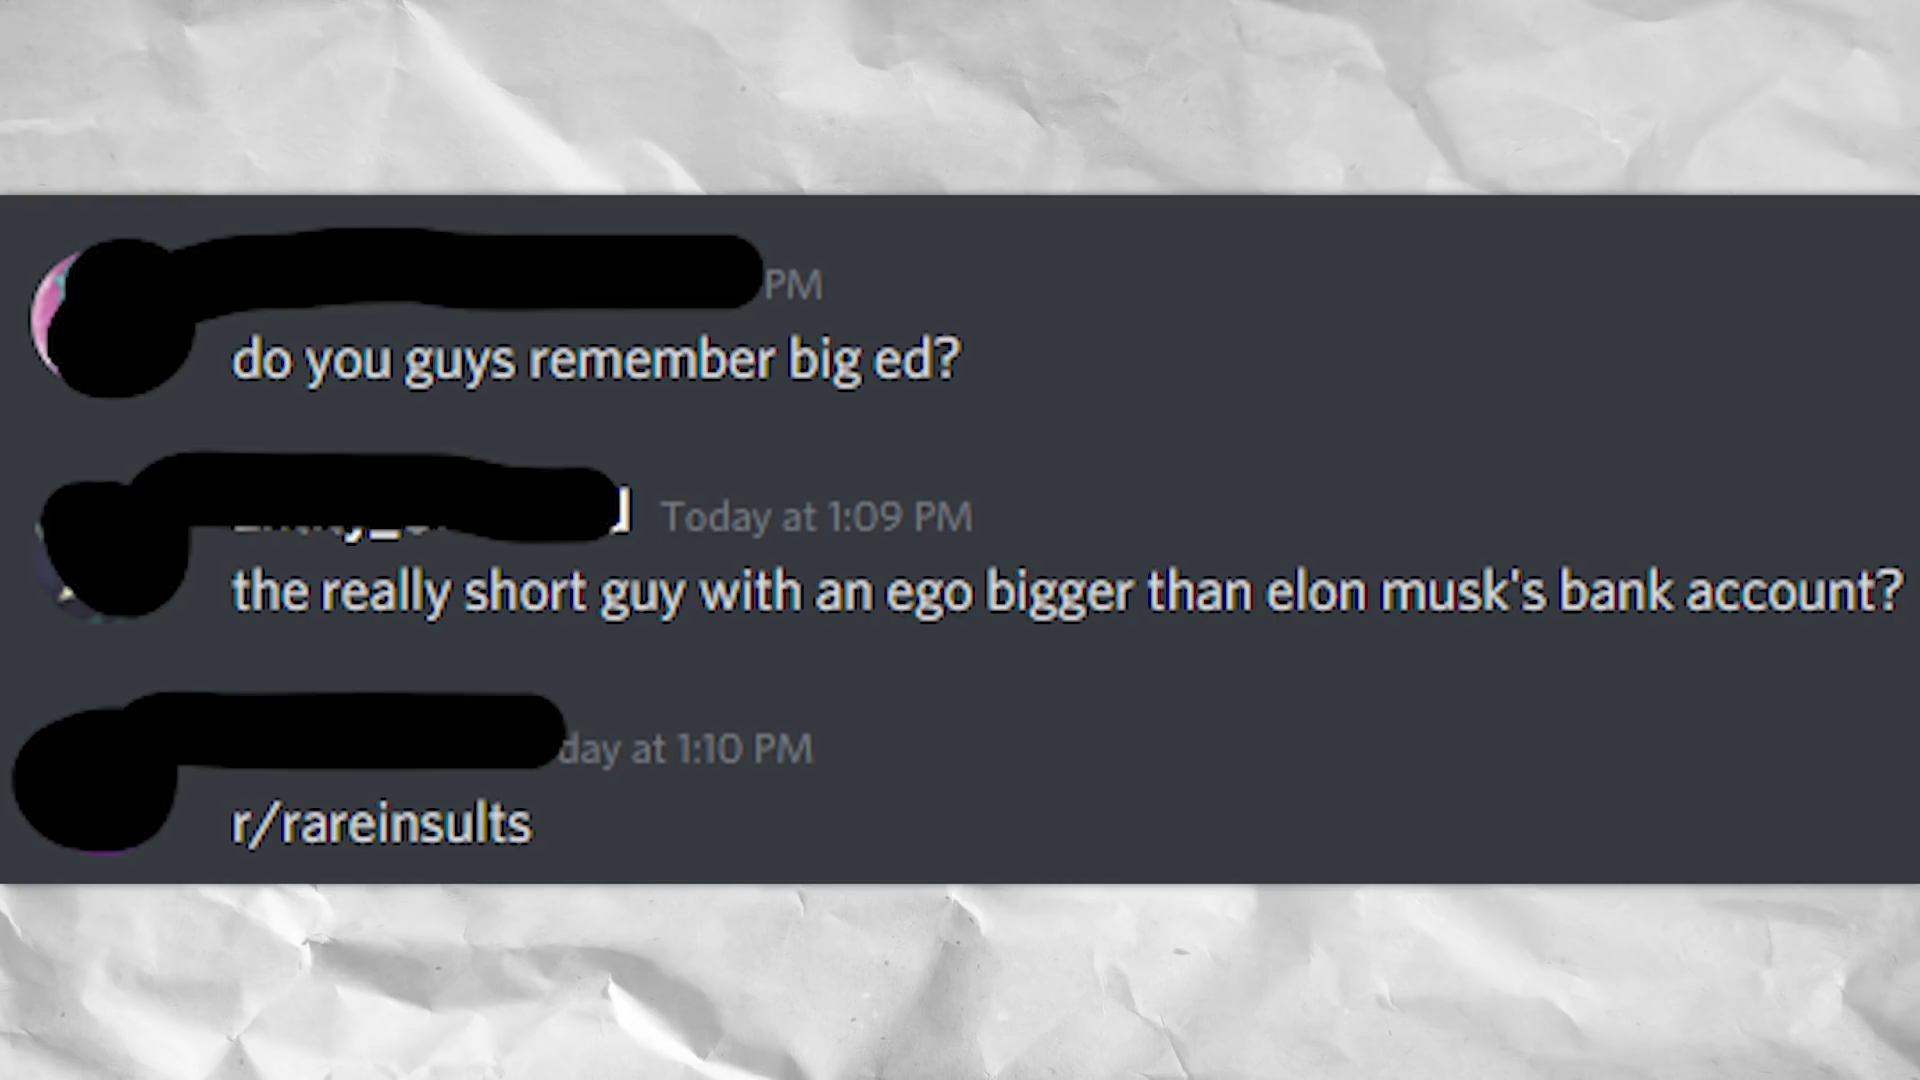 PM
do you guys remember big ed?
Today at 1:09 PM
the really short guy with an ego bigger than elon musk's bank account?
day at 1:10 PM
r/rareinsults